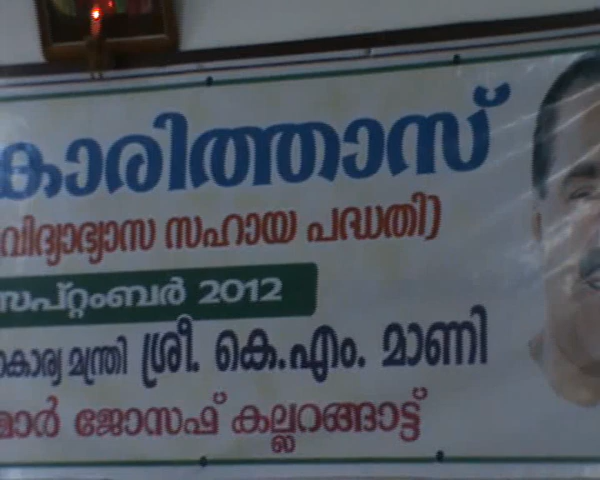 കാരിത്താസ്
വിദ്യാഭ്യാസ സഹായ പദ്ധതി)
സപ്റ്റംബർ 2012
കാര്യ മന്ത്രി ശ്രീ. കെ.എം. മാണി
മാർ ജോസഫ് കല്ലറങ്ങാട്ട്